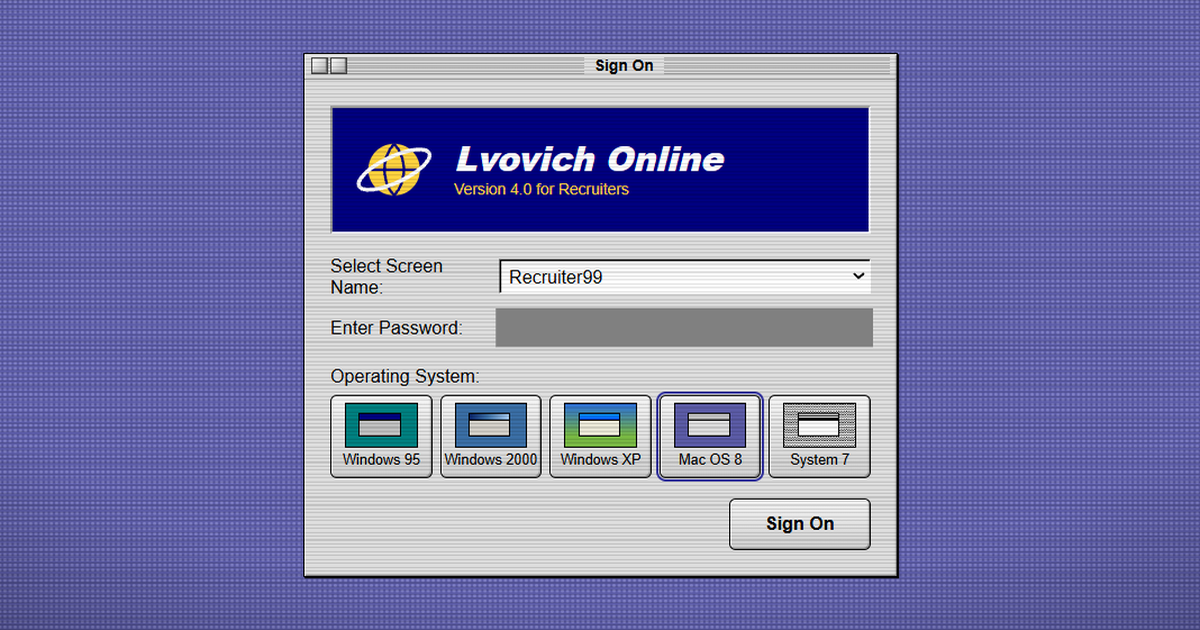 Sign On
Lvovich Online
Version 4.0 for Recruiters
Select Screen
Name:
Recruiter99
Enter Password:
Operating System:
Windows 95
Windows 2000
Windows XP
Mac OS 8
System 7
Sign On